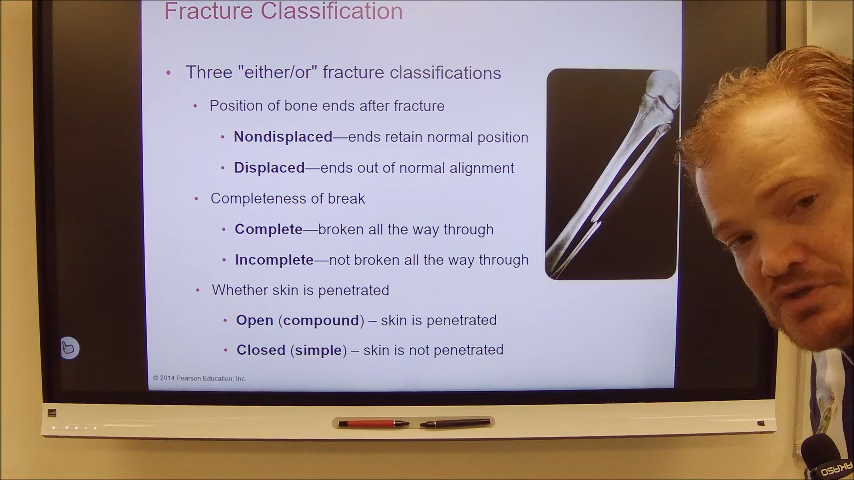 Fracture Classification
• Three "either/or" fracture classifications
• Position of bone ends after fracture
• Nondisplaced—ends retain normal position
• Displaced—ends out of normal alignment
• Completeness of break
• Complete—broken all the way through
• Incomplete—not broken all the way through
• Whether skin is penetrated
• Open (compound) – skin is penetrated
• Closed (simple) – skin is not penetrated
© 2014 Pearson Education, Inc.
AKASO